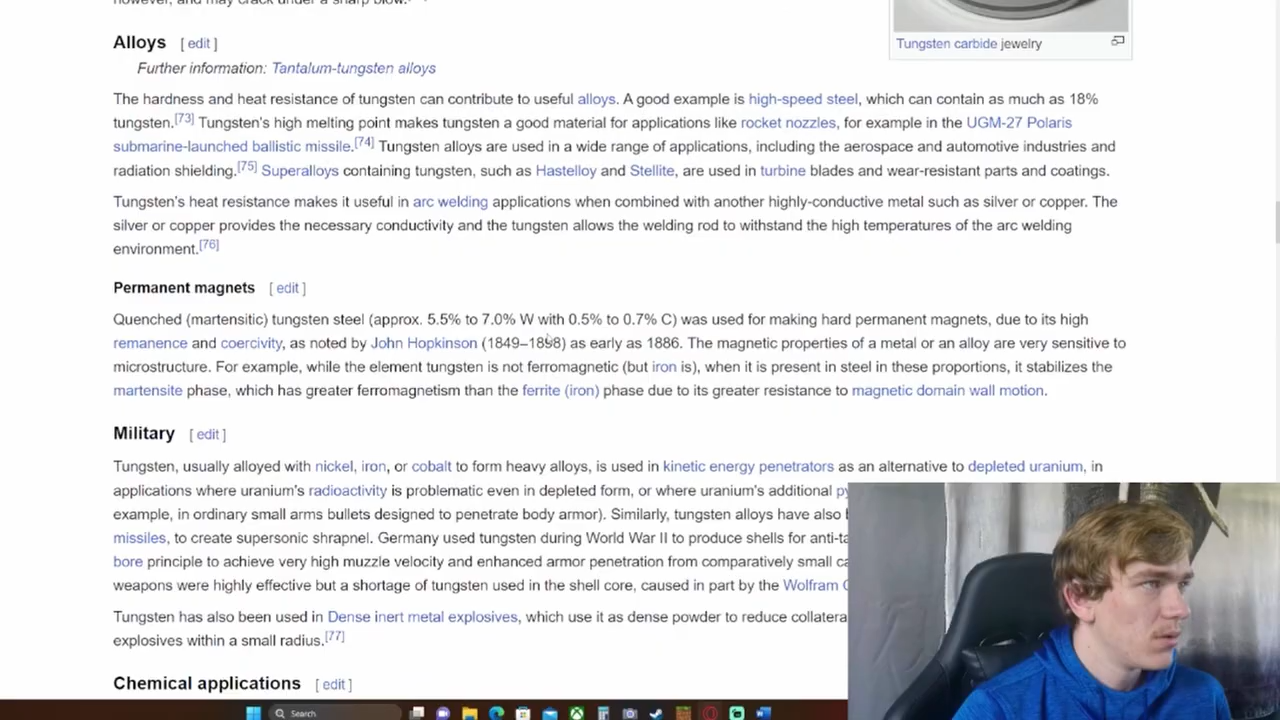 however, and may crack under a sharp blow.
Alloys [ edit ]
Tungsten carbide jewelry
Further information: Tantalum-tungsten alloys
The hardness and heat resistance of tungsten can contribute to useful alloys. A good example is high-speed steel, which can contain as much as 18%
tungsten.[73] Tungsten's high melting point makes tungsten a good material for applications like rocket nozzles, for example in the UGM-27 Polaris
submarine-launched ballistic missile.[74] Tungsten alloys are used in a wide range of applications, including the aerospace and automotive industries and
radiation shielding.[75] Superalloys containing tungsten, such as Hastelloy and Stellite, are used in turbine blades and wear-resistant parts and coatings.
Tungsten's heat resistance makes it useful in arc welding applications when combined with another highly-conductive metal such as silver or copper. The
silver or copper provides the necessary conductivity and the tungsten allows the welding rod to withstand the high temperatures of the arc welding
environment.[76]
Permanent magnets [ edit ]
Quenched (martensitic) tungsten steel (approx. 5.5% to 7.0% W with 0.5% to 0.7% C) was used for making hard permanent magnets, due to its high
remanence and coercivity, as noted by John Hopkinson (1849–1898) as early as 1886. The magnetic properties of a metal or an alloy are very sensitive to
microstructure. For example, while the element tungsten is not ferromagnetic (but iron is), when it is present in steel in these proportions, it stabilizes the
martensite phase, which has greater ferromagnetism than the ferrite (iron) phase due to its greater resistance to magnetic domain wall motion.
Military [ edit ]
Tungsten, usually alloyed with nickel, iron, or cobalt to form heavy alloys, is used in kinetic energy penetrators as an alternative to depleted uranium, in
applications where uranium's radioactivity is problematic even in depleted form, or where uranium's additional
example, in ordinary small arms bullets designed to penetrate body armor). Similarly, tungsten alloys have also
missiles, to create supersonic shrapnel. Germany used tungsten during World War II to produce shells for
bore principle to achieve very high muzzle velocity and enhanced armor penetration from comparatively small
weapons were highly effective but a shortage of tungsten used in the shell core, caused in part by the Wolfram
Tungsten has also been used in Dense inert metal explosives, which use it as dense powder to reduce
explosives within a small radius.[77]
Chemical applications [ edit ]
Search